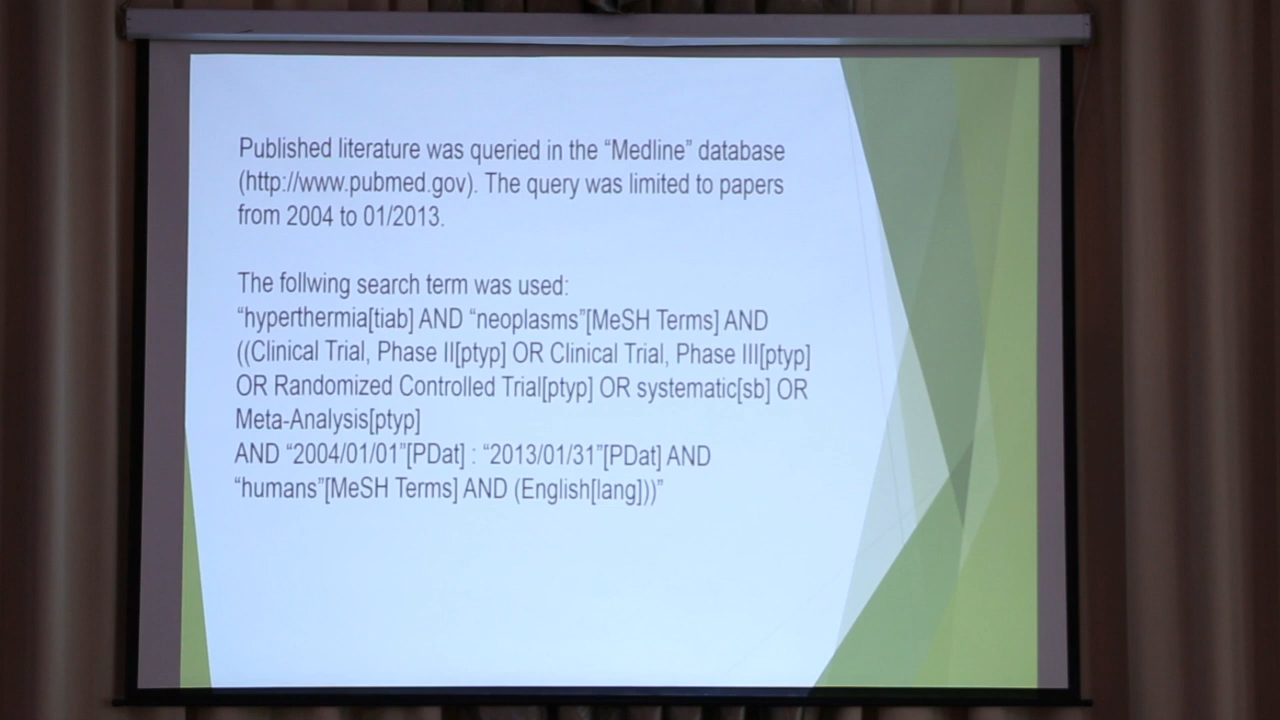 Published literature was queried in the “Medline” database
(http://www.pubmed.gov). The query was limited to papers
from 2004 to 01/2013.
The follwing search term was used:
“hyperthermia[tiab] AND “neoplasms”[MeSH Terms] AND
((Clinical Trial, Phase II[ptyp] OR Clinical Trial, Phase III[ptyp]
OR Randomized Controlled Trial[ptyp] OR systematic[sb] OR
Meta-Analysis[ptyp]
AND “2004/01/01”[PDat] : “2013/01/31”[PDat] AND
“humans”[MeSH Terms] AND (English[lang]))”